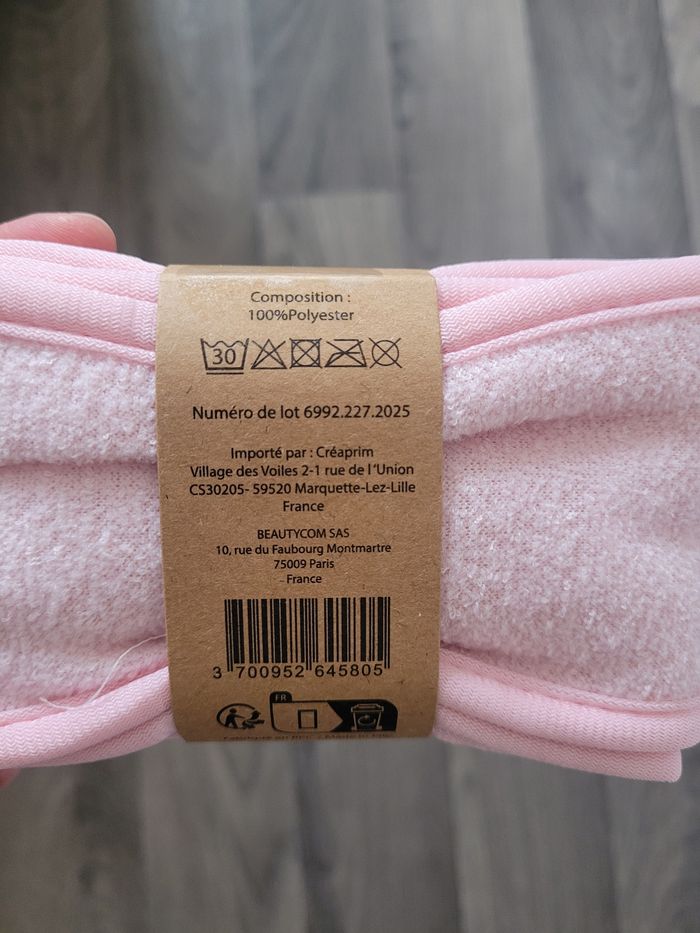 Composition :
100%Polyester
30
Numéro de lot 6992.227.2025
Importé par : Créaprim
Village des Voiles 2-1 rue de l'Union
CS30205- 59520 Marquette-Lez-Lille
France
BEAUTYCOM SAS
10, rue du Faubourg Montmartre
75009 Paris
- France
3 700952 645805
FR